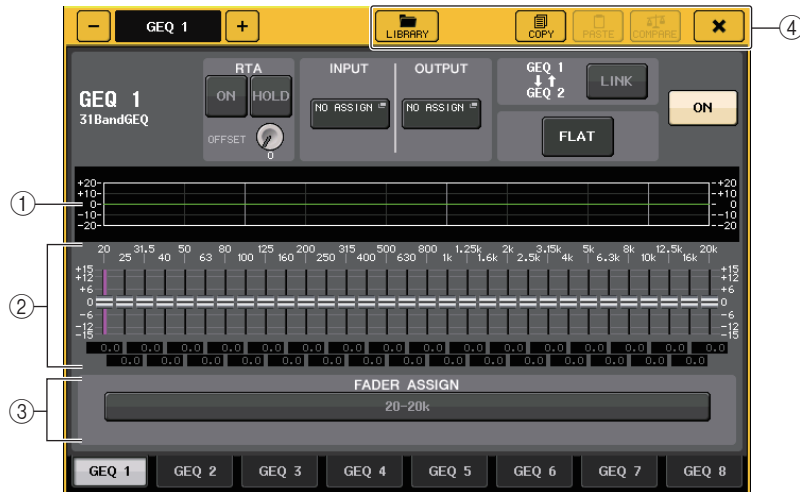 − GEQ 1 +
LIBRARY COPY PASTE COMPARE ×
④
GEQ 1
31BandGEQ
RTA
ON HOLD
OFFSET
0
INPUT
NO ASSIGN
OUTPUT
NO ASSIGN
GEQ 1
↓↑
GEQ 2
LINK
FLAT
ON
①
+20 +20
+10 +10
0 0
−10 −10
−20 −20
②
20 31.5 50 80 125 200 315 500 800 1.25k 2k 3.15k 5k 8k 12.5k 20k
25 40 63 100 160 250 400 630 1k 1.6k 2.5k 4k 6.3k 10k 16k
+15 +15
+12 +12
+6 +6
0 0
−6 −6
−12 −12
−15 −15
0.0 0.0 0.0 0.0 0.0 0.0 0.0 0.0 0.0 0.0 0.0 0.0 0.0 0.0 0.0 0.0
0.0 0.0 0.0 0.0 0.0 0.0 0.0 0.0 0.0 0.0 0.0 0.0 0.0 0.0 0.0
③
FADER ASSIGN
20-20k
GEQ 1 GEQ 2 GEQ 3 GEQ 4 GEQ 5 GEQ 6 GEQ 7 GEQ 8